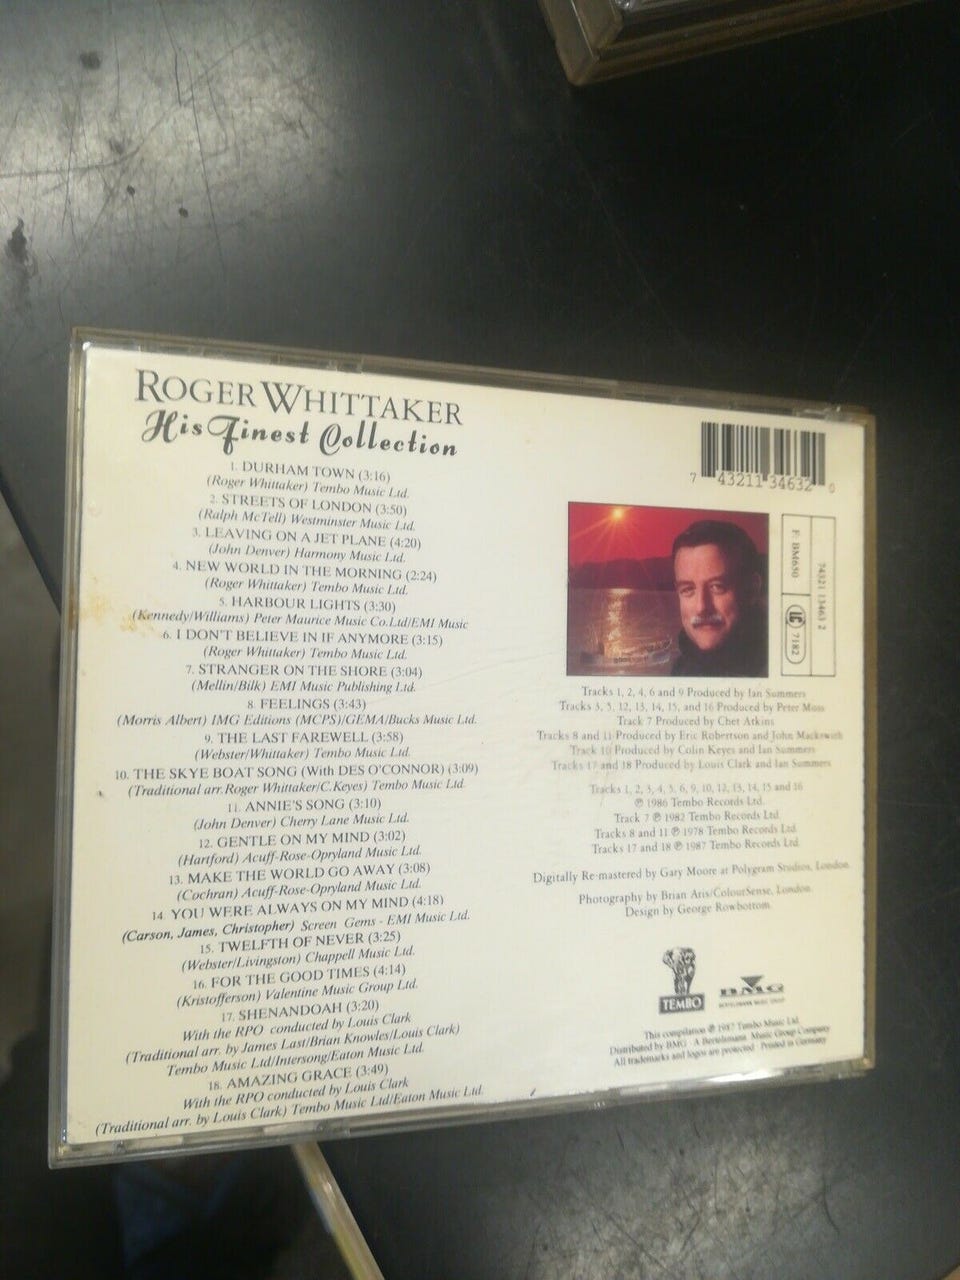 ROGER WHITTAKER
His Finest Collection
1. DURHAM TOWN (3:16)
(Roger Whittaker) Tembo Music Ltd.
2. STREETS OF LONDON (3:50)
(Ralph McTell) Westminster Music Ltd.
3. LEAVING ON A JET PLANE (4:20)
(John Denver) Harmony Music Ltd.
4. NEW WORLD IN THE MORNING (2:24)
(Roger Whittaker) Tembo Music Ltd.
5. HARBOUR LIGHTS (3:30)
(Kennedy/Williams) Peter Maurice Music Co.Ltd/EMI Music
6. I DON'T BELIEVE IN IF ANYMORE (3:15)
(Roger Whittaker) Tembo Music Ltd.
7. STRANGER ON THE SHORE (3:04)
(Mellin/Bilk) EMI Music Publishing Ltd.
8. FEELINGS (3:43)
(Morris Albert) IMG Editions (MCPS)/GEMA/Bucks Music Ltd.
9. THE LAST FAREWELL (3:58)
(Webster/Whittaker) Tembo Music Ltd.
10. THE SKYE BOAT SONG (With DES O'CONNOR) (3:09)
(Traditional arr.Roger Whittaker/C.Keyes) Tembo Music Ltd.
11. ANNIE'S SONG (3:10)
(John Denver) Cherry Lane Music Ltd.
12. GENTLE ON MY MIND (3:02)
(Hartford) Acuff-Rose-Opryland Music Ltd.
13. MAKE THE WORLD GO AWAY (3:08)
(Cochran) Acuff-Rose-Opryland Music Ltd.
14. YOU WERE ALWAYS ON MY MIND (4:18)
(Carson, James, Christopher) Screen Gems - EMI Music Ltd.
15. TWELFTH OF NEVER (3:25)
(Webster/Livingston) Chappell Music Ltd.
16. FOR THE GOOD TIMES (4:14)
(Kristofferson) Valentine Music Group Ltd.
17. SHENANDOAH (3:20)
With the RPO conducted by Louis Clark
(Traditional arr. by James Last/Brian Knowles/Louis Clark)
Tembo Music Ltd/Intersong/Eaton Music Ltd.
18. AMAZING GRACE (3:49)
With the RPO conducted by Louis Clark
(Traditional arr. by Louis Clark) Tembo Music Ltd/Eaton Music Ltd.
7 43211 34632 0
F: BM650
LC 7182
74321 13463 2
Tracks 1, 2, 4, 6 and 9 Produced by Ian Summers
Tracks 3, 5, 12, 13, 14, 15, and 16 Produced by Peter Moss
Track 7 Produced by Chet Atkins
Tracks 8 and 11 Produced by Eric Robertson and John Mackswith
Track 10 Produced by Colin Keyes and Ian Summers
Tracks 17 and 18 Produced by Louis Clark and Ian Summers
Tracks 1, 2, 3, 4, 5, 6, 9, 10, 12, 13, 14, 15 and 16
℗ 1986 Tembo Records Ltd.
Track 7 ℗ 1982 Tembo Records Ltd.
Tracks 8 and 11 ℗ 1978 Tembo Records Ltd.
Tracks 17 and 18 ℗ 1987 Tembo Records Ltd.
Digitally Re-mastered by Gary Moore at Polygram Studios, London.
Photography by Brian Aris/ColourSense, London.
Design by George Rowbottom.
TEMBO
BMG
BERTELSMANN MUSIC GROUP
This compilation ℗ 1987 Tembo Music Ltd.
Distributed by BMG - A Bertelsmann Music Group Company
All trademarks and logos are protected · Printed in Germany